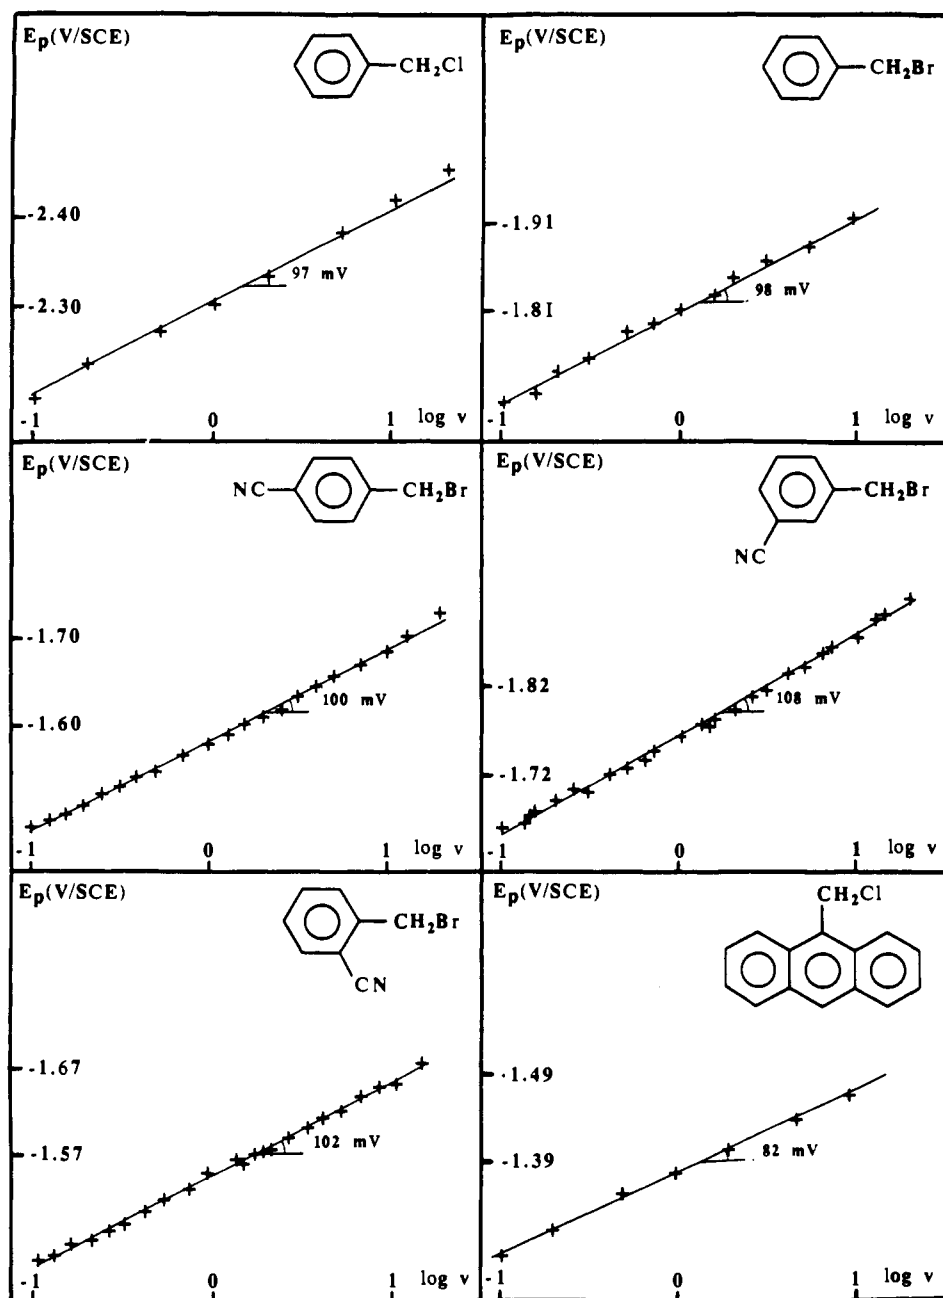 Ep(V/SCE)
CH2Cl
-2.40
97 mV
-2.30
-1 0 1 log v
Ep(V/SCE)
CH2Br
-1.91
98 mV
-1.81
-1 0 1 log v
Ep(V/SCE)
NC CH2Br
-1.70
100 mV
-1.60
-1 0 1 log v
Ep(V/SCE)
CH2Br
NC
-1.82
108 mV
-1.72
-1 0 1 log v
Ep(V/SCE)
CH2Br
CN
-1.67
102 mV
-1.57
-1 0 1 log v
Ep(V/SCE)
CH2Cl
-1.49
82 mV
-1.39
-1 0 1 log v